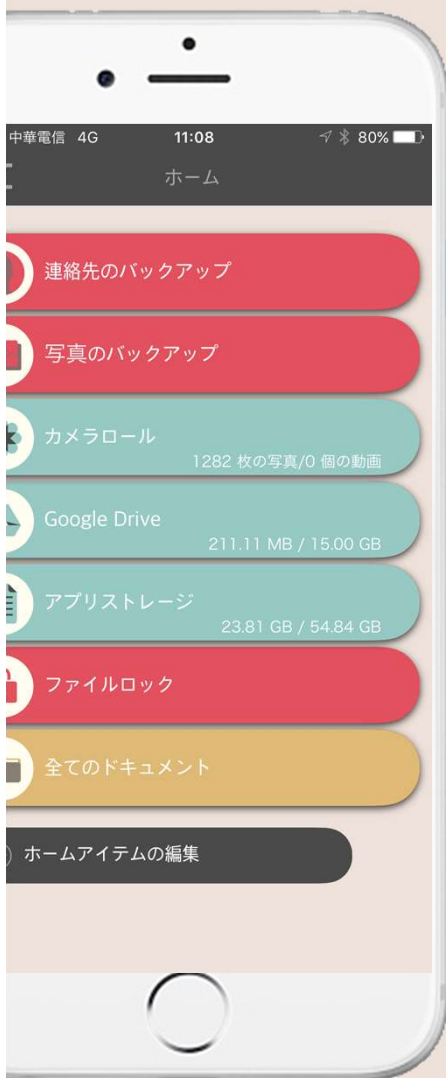 中華電信 4G 11:08 80%
ホーム
連絡先のバックアップ
写真のバックアップ
カメラロール
1282 枚の写真/0 個の動画
Google Drive
211.11 MB / 15.00 GB
アプリストレージ
23.81 GB / 54.84 GB
ファイルロック
全てのドキュメント
ホームアイテムの編集